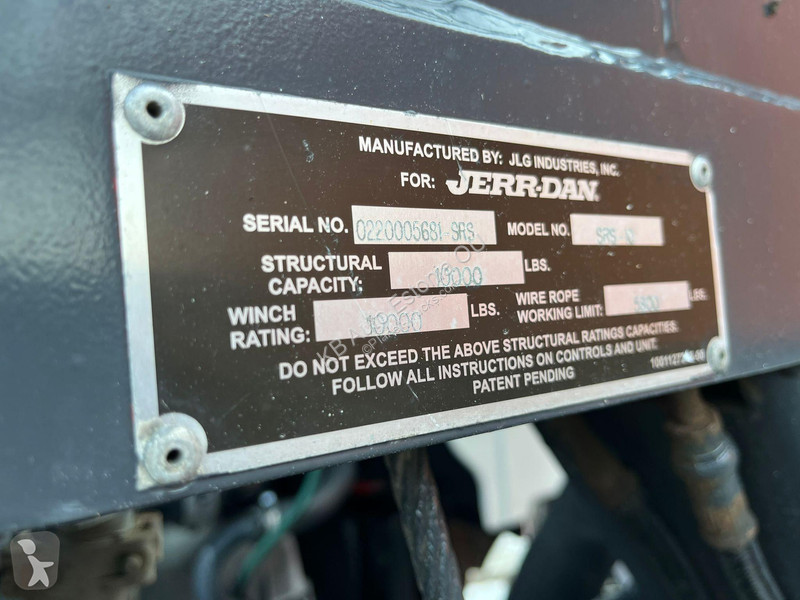 MANUFACTURED BY: JLG INDUSTRIES, INC.
FOR: JERR-DAN
SERIAL NO. 0220005681-SRS MODEL NO. SRS
STRUCTURAL
CAPACITY: 10000 LBS.
WINCH
RATING: 10000 LBS. WIRE ROPE
WORKING LIMIT: LBS.
DO NOT EXCEED THE ABOVE STRUCTURAL RATINGS CAPACITIES.
FOLLOW ALL INSTRUCTIONS ON CONTROLS AND UNIT.
PATENT PENDING